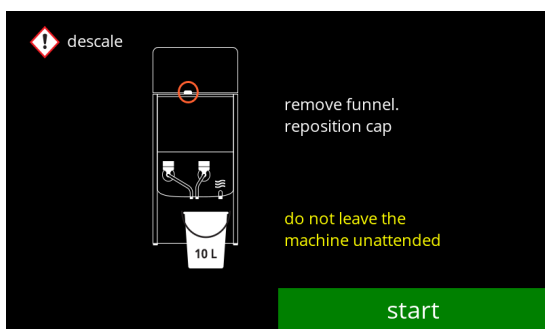 descale
remove funnel.
reposition cap
do not leave the
machine unattended
10 L
start